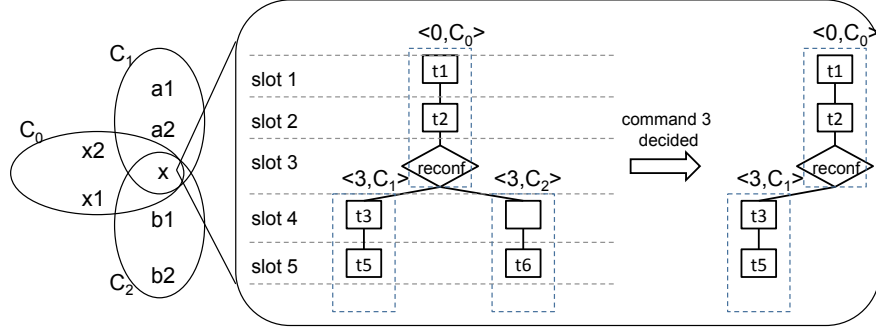 <0,C₀>
<0,C₀>
C₁
a1
a2
C₀
x2
x
x1
b1
b2
C₂
slot 1
t1
t1
slot 2
t2
command 3
decided
t2
slot 3
reconf
reconf
<3,C₁>
<3,C₂>
<3,C₁>
slot 4
t3
t3
slot 5
t5
t6
t5